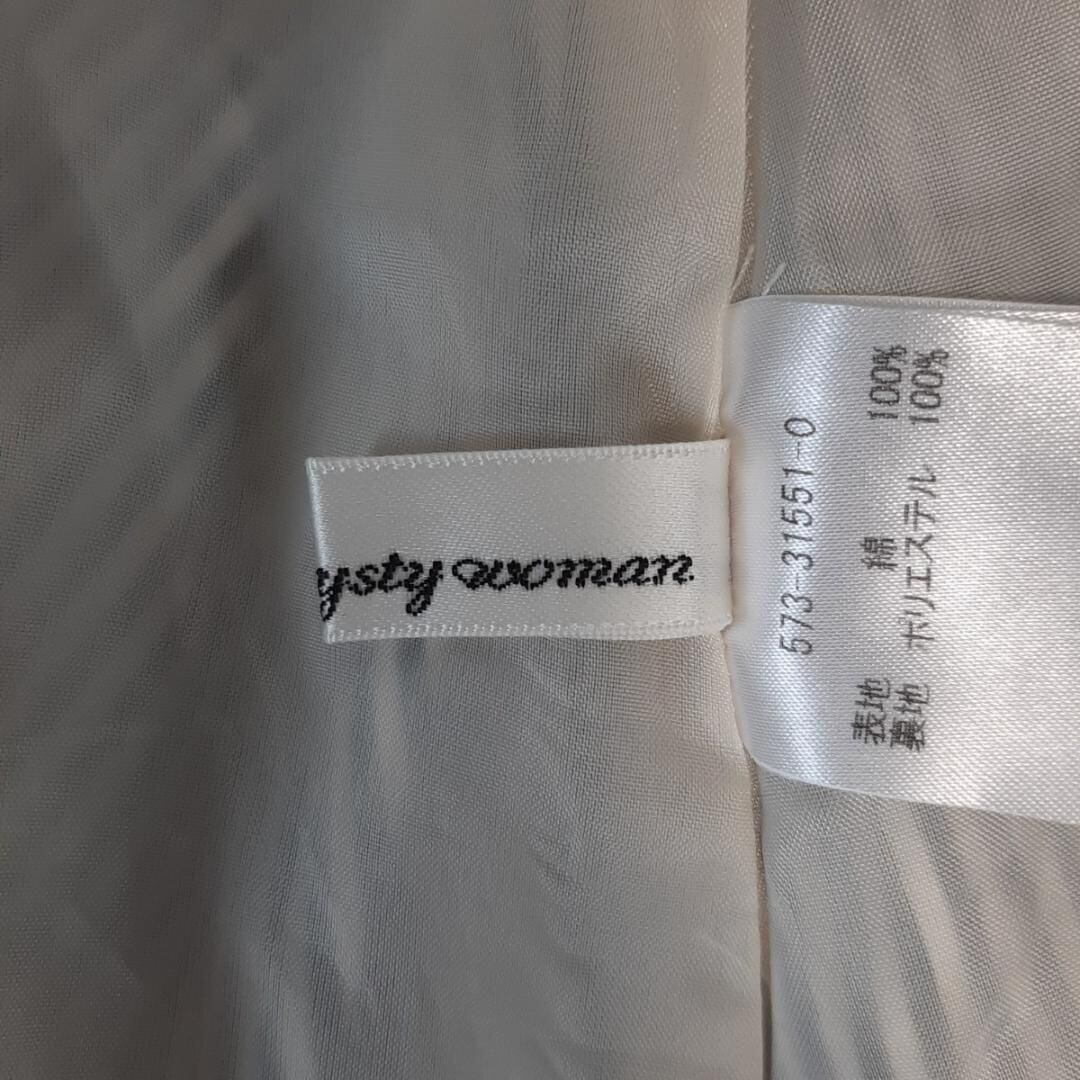 ysty woman
573-31551-0
表地 綿 100%
裏地 ポリエステル 100%